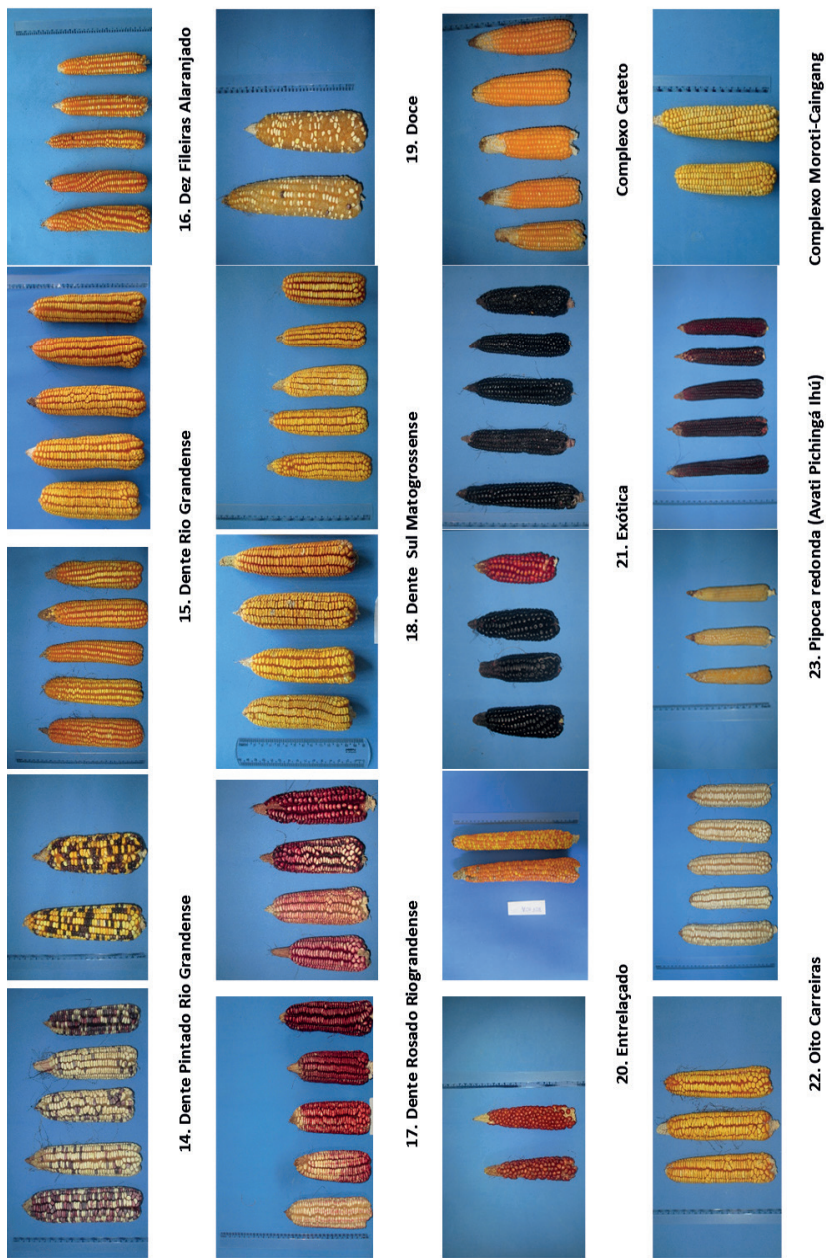 14. Dente Pintado Rio Grandense
15. Dente Rio Grandense
16. Dez Fileiras Alaranjado
17. Dente Rosado Riograndense
18. Dente Sul Matogrossense
19. Doce
20. Entrelaçado
21. Exótica
Complexo Cateto
22. Oito Carreiras
23. Pipoca redonda (Avati Pichingá Ihú)
Complexo Moroti-Caingang